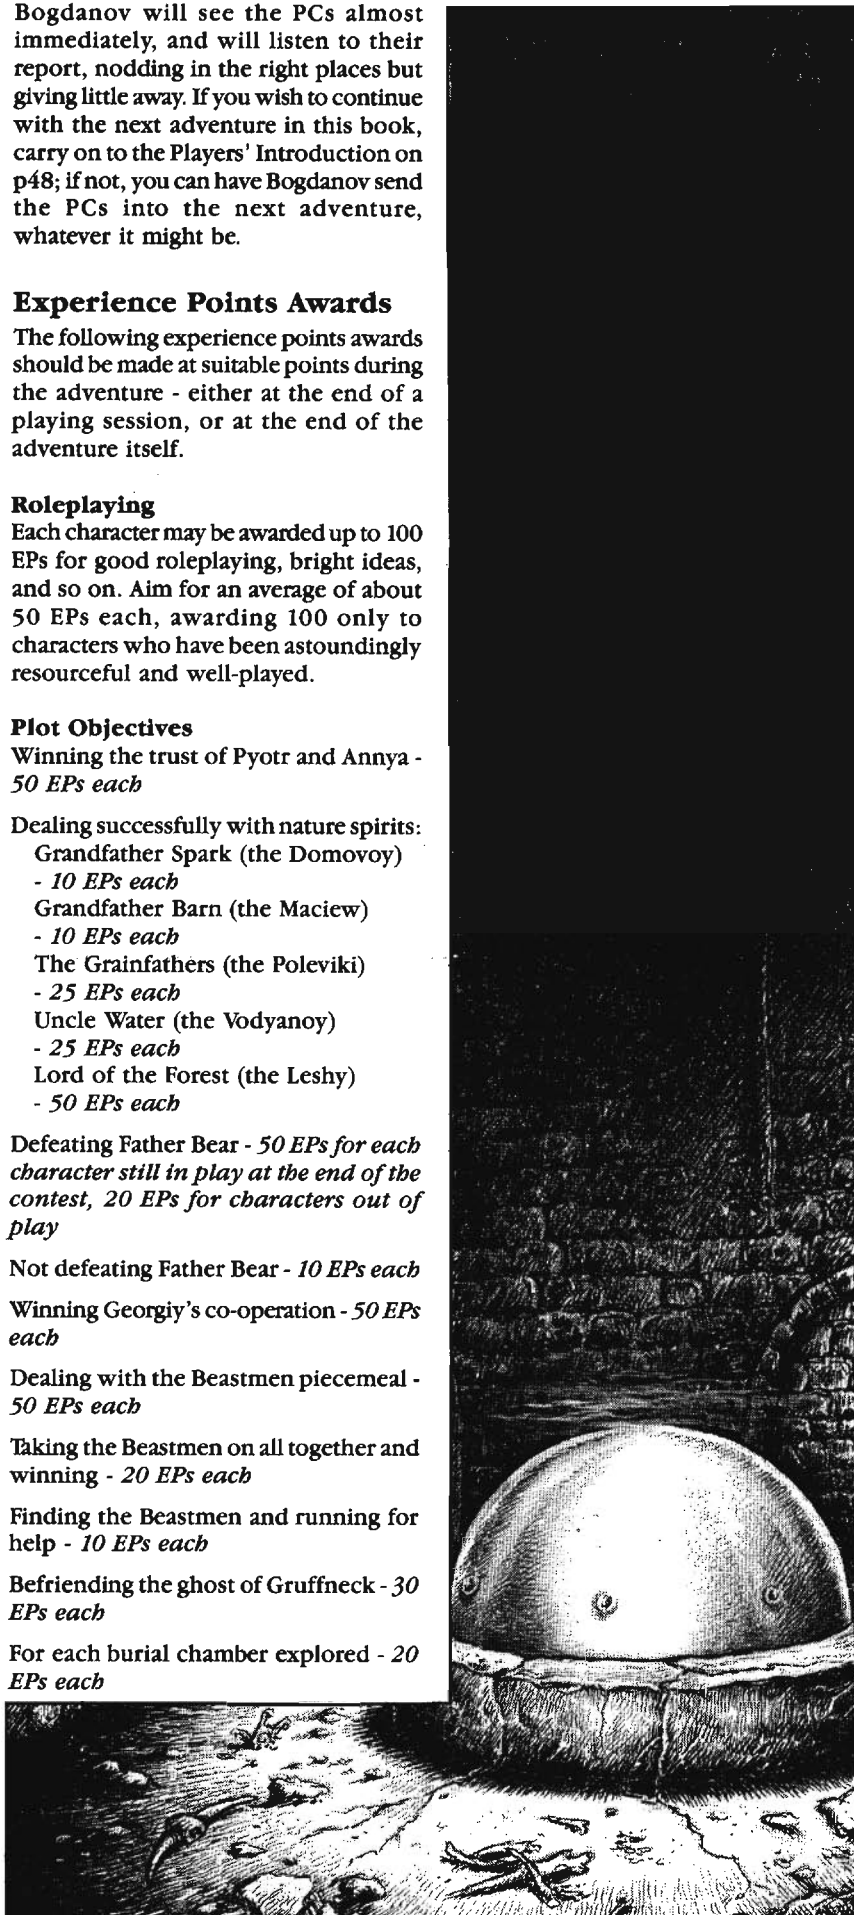 Bogdanov will see the PCs almost
immediately, and will listen to their
report, nodding in the right places but
giving little away. If you wish to continue
with the next adventure in this book,
carry on to the Players' Introduction on
p48; if not, you can have Bogdanov send
the PCs into the next adventure,
whatever it might be.
Experience Points Awards
The following experience points awards
should be made at suitable points during
the adventure - either at the end of a
playing session, or at the end of the
adventure itself.
Roleplaying
Each character may be awarded up to 100
EPs for good roleplaying, bright ideas,
and so on. Aim for an average of about
50 EPs each, awarding 100 only to
characters who have been astoundingly
resourceful and well-played.
Plot Objectives
Winning the trust of Pyotr and Annya -
50 EPs each
Dealing successfully with nature spirits:
Grandfather Spark (the Domovoy)
- 10 EPs each
Grandfather Barn (the Maciew)
- 10 EPs each
The Grainfathers (the Poleviki)
- 25 EPs each
Uncle Water (the Vodyanoy)
- 25 EPs each
Lord of the Forest (the Leshy)
- 50 EPs each
Defeating Father Bear - 50 EPs for each
character still in play at the end of the
contest, 20 EPs for characters out of
play
Not defeating Father Bear - 10 EPs each
Winning Georgiy's co-operation - 50 EPs
each
Dealing with the Beastmen piecemeal -
50 EPs each
Taking the Beastmen on all together and
winning - 20 EPs each
Finding the Beastmen and running for
help - 10 EPs each
Befriending the ghost of Gruffneck - 30
EPs each
For each burial chamber explored - 20
EPs each